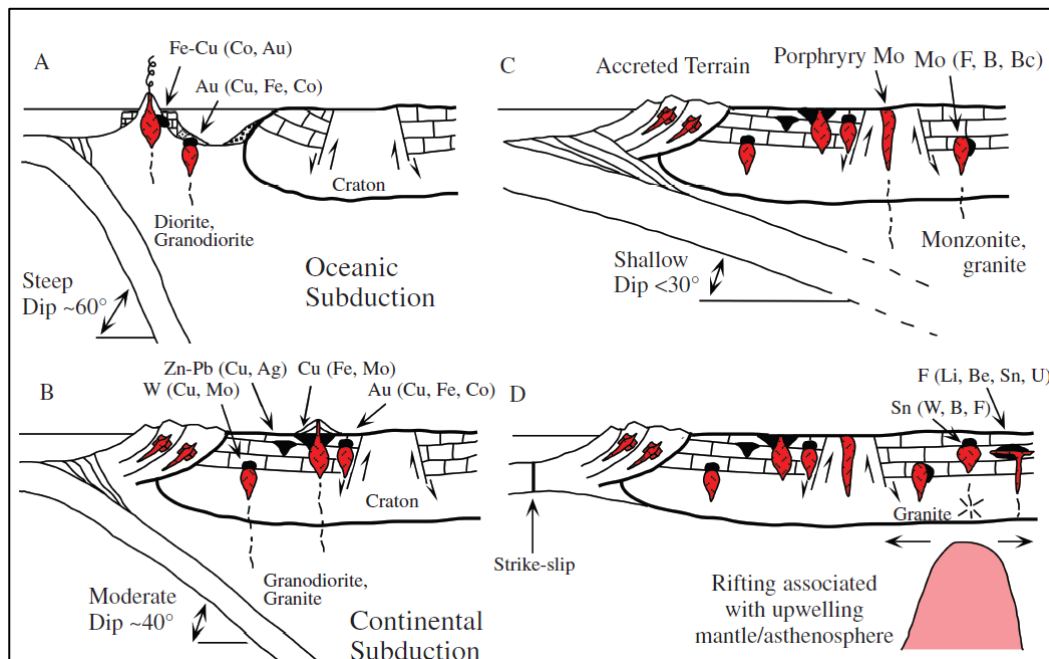 A
Fe-Cu (Co, Au)
Au (Cu, Fe, Co)
Craton
Diorite,
Granodiorite
Steep
Dip ~60°
Oceanic
Subduction
C
Accreted Terrain
Porphryry Mo
Mo (F, B, Bc)
Shallow
Dip <30°
Monzonite,
granite
B
Zn-Pb (Cu, Ag)
W (Cu, Mo)
Cu (Fe, Mo)
Au (Cu, Fe, Co)
Craton
Granodiorite,
Granite
Moderate
Dip ~40°
Continental
Subduction
D
F (Li, Be, Sn, U)
Sn (W, B, F)
Granite
Strike-slip
Rifting associated
with upwelling
mantle/asthenosphere